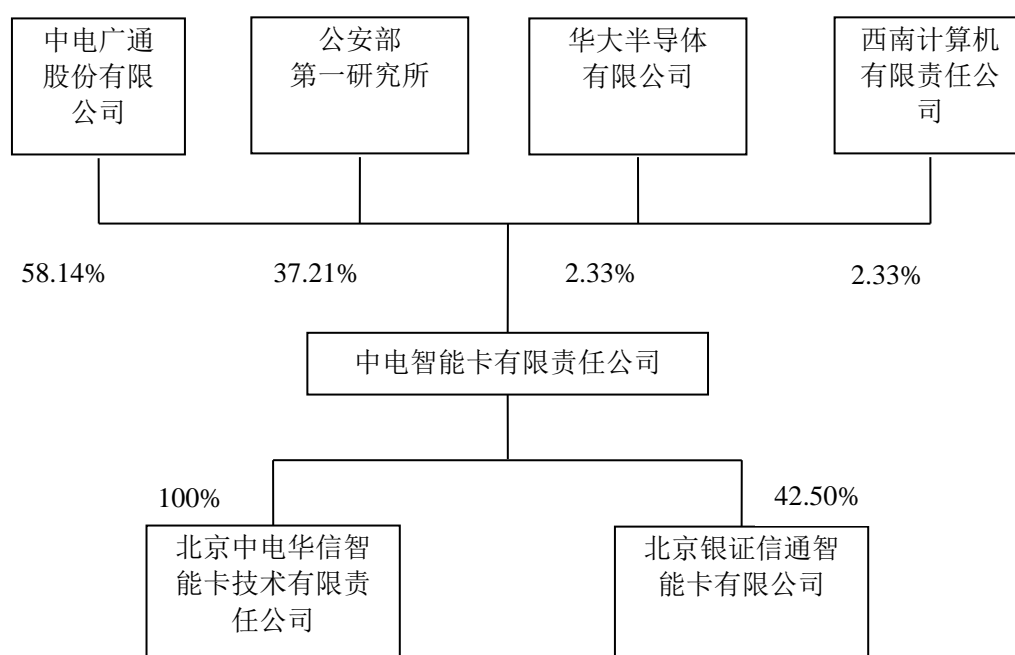 中电广通
股份有限
公司
公安部
第一研究所
华大半导体
有限公司
西南计算机
有限责任公
司
58.14%
37.21%
2.33%
2.33%
中电智能卡有限责任公司
100%
42.50%
北京中电华信智
能卡技术有限责
任公司
北京银证信通智
能卡有限公司